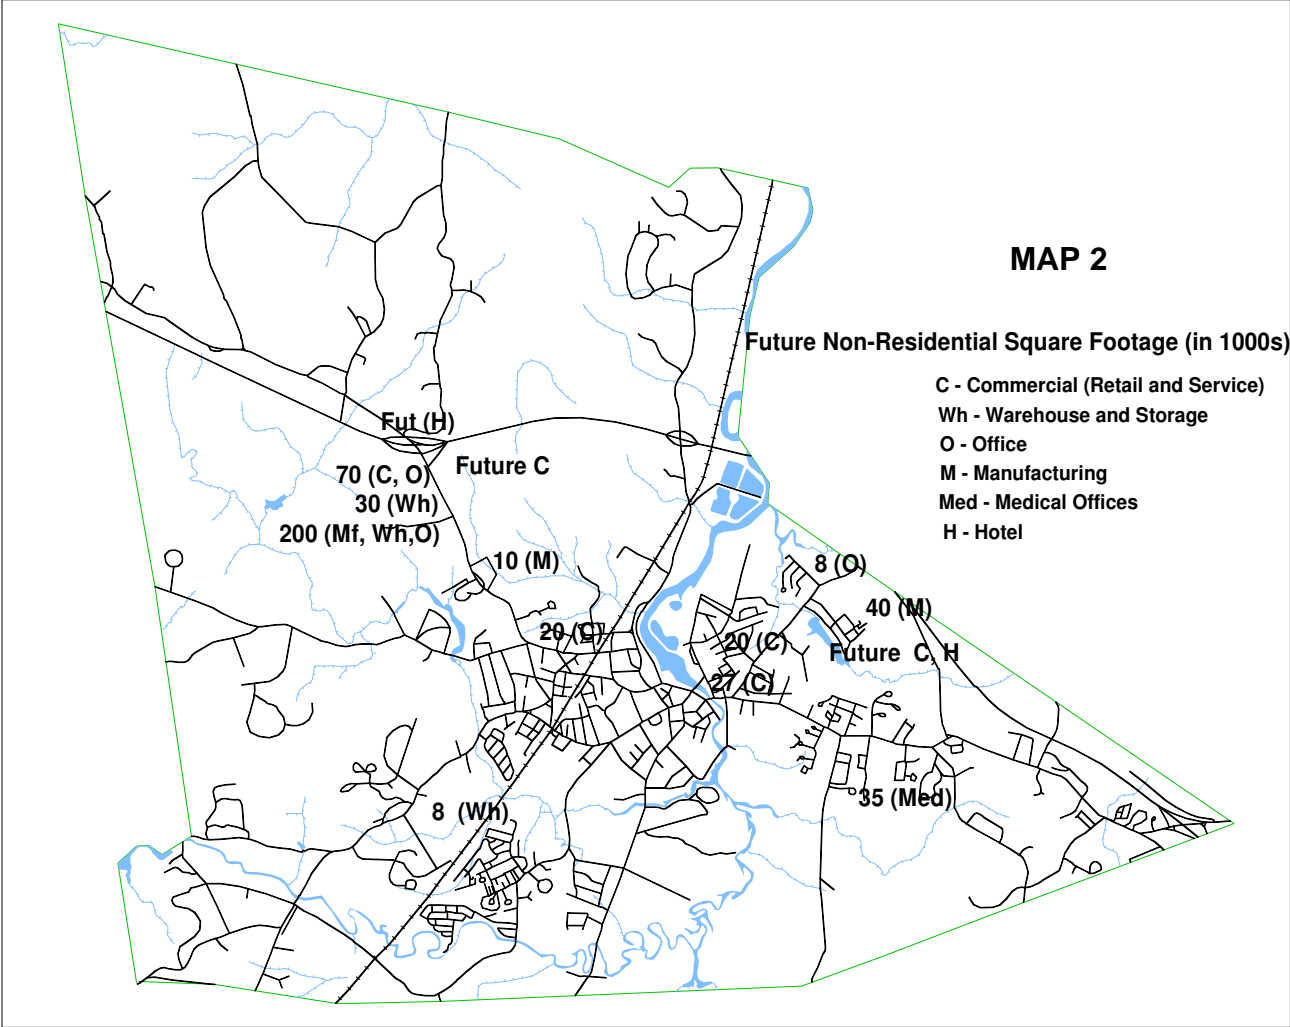 MAP 2
Future Non-Residential Square Footage (in 1000s)
C - Commercial (Retail and Service)
Wh - Warehouse and Storage
O - Office
M - Manufacturing
Med - Medical Offices
H - Hotel
Fut (H)
Future C
70 (C, O)
30 (Wh)
200 (Mf, Wh,O)
10 (M)
8 (O)
40 (M)
20 (C)
20 (C)
Future C, H
27 (C)
35 (Med)
8 (Wh)